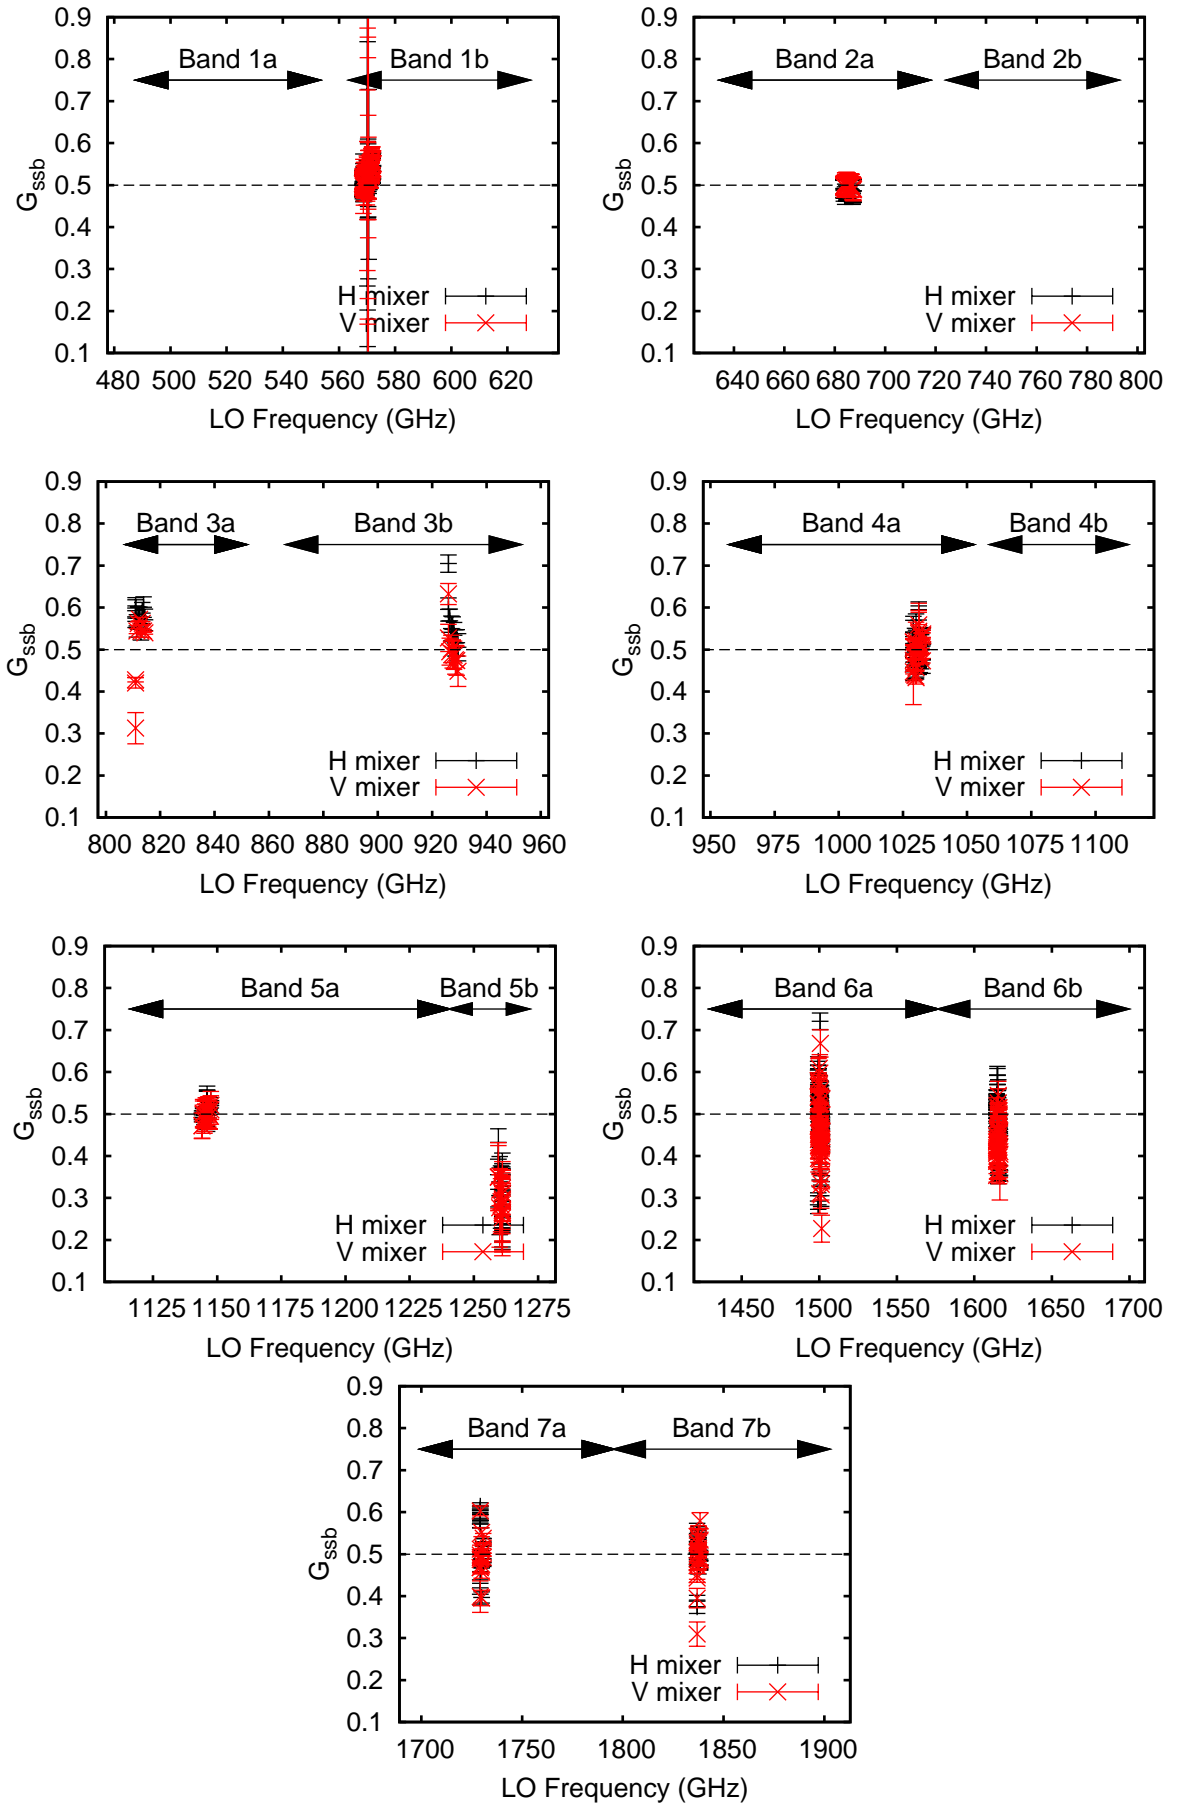 0.9
0.8
0.7
0.6
0.5
0.4
0.3
0.2
0.1
G_ssb
Band 1a Band 1b
H mixer
V mixer
480 500 520 540 560 580 600 620
LO Frequency (GHz)
0.9
0.8
0.7
0.6
0.5
0.4
0.3
0.2
0.1
G_ssb
Band 2a Band 2b
H mixer
V mixer
640 660 680 700 720 740 760 780 800
LO Frequency (GHz)
0.9
0.8
0.7
0.6
0.5
0.4
0.3
0.2
0.1
G_ssb
Band 3a Band 3b
H mixer
V mixer
800 820 840 860 880 900 920 940 960
LO Frequency (GHz)
0.9
0.8
0.7
0.6
0.5
0.4
0.3
0.2
0.1
G_ssb
Band 4a Band 4b
H mixer
V mixer
950 975 1000 1025 1050 1075 1100
LO Frequency (GHz)
0.9
0.8
0.7
0.6
0.5
0.4
0.3
0.2
0.1
G_ssb
Band 5a Band 5b
H mixer
V mixer
1125 1150 1175 1200 1225 1250 1275
LO Frequency (GHz)
0.9
0.8
0.7
0.6
0.5
0.4
0.3
0.2
0.1
G_ssb
Band 6a Band 6b
H mixer
V mixer
1450 1500 1550 1600 1650 1700
LO Frequency (GHz)
0.9
0.8
0.7
0.6
0.5
0.4
0.3
0.2
0.1
G_ssb
Band 7a Band 7b
H mixer
V mixer
1700 1750 1800 1850 1900
LO Frequency (GHz)